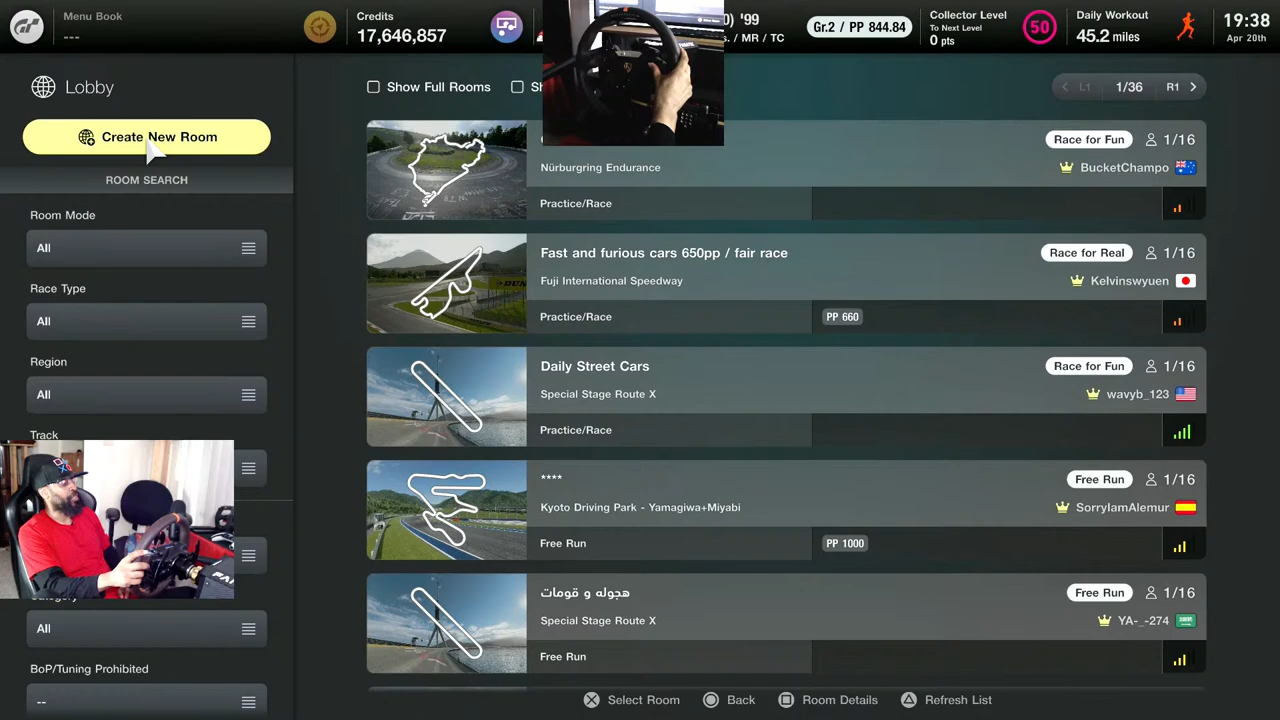 Menu Book
---
Credits
17,646,857
) '99
s. / MR / TC
Gr.2 / PP 844.84
Collector Level
To Next Level
0 pts
50
Daily Workout
45.2 miles
19:38
Apr 20th
Lobby
Create New Room
ROOM SEARCH
Room Mode
All
Race Type
All
Region
All
Track
All
BoP/Tuning Prohibited
--
Show Full Rooms
L1
1/36
R1
Race for Fun
1/16
Nürburgring Endurance
BucketChampo
Practice/Race
Fast and furious cars 650pp / fair race
Race for Real
1/16
Fuji International Speedway
Kelvinswyuen
Practice/Race
PP 660
Daily Street Cars
Race for Fun
1/16
Special Stage Route X
wavyb_123
Practice/Race
****
Free Run
1/16
Kyoto Driving Park - Yamagiwa+Miyabi
SorryIamAlemur
Free Run
PP 1000
هجوله و قومات
Free Run
1/16
Special Stage Route X
YA-_-274
Free Run
Select Room
Back
Room Details
Refresh List